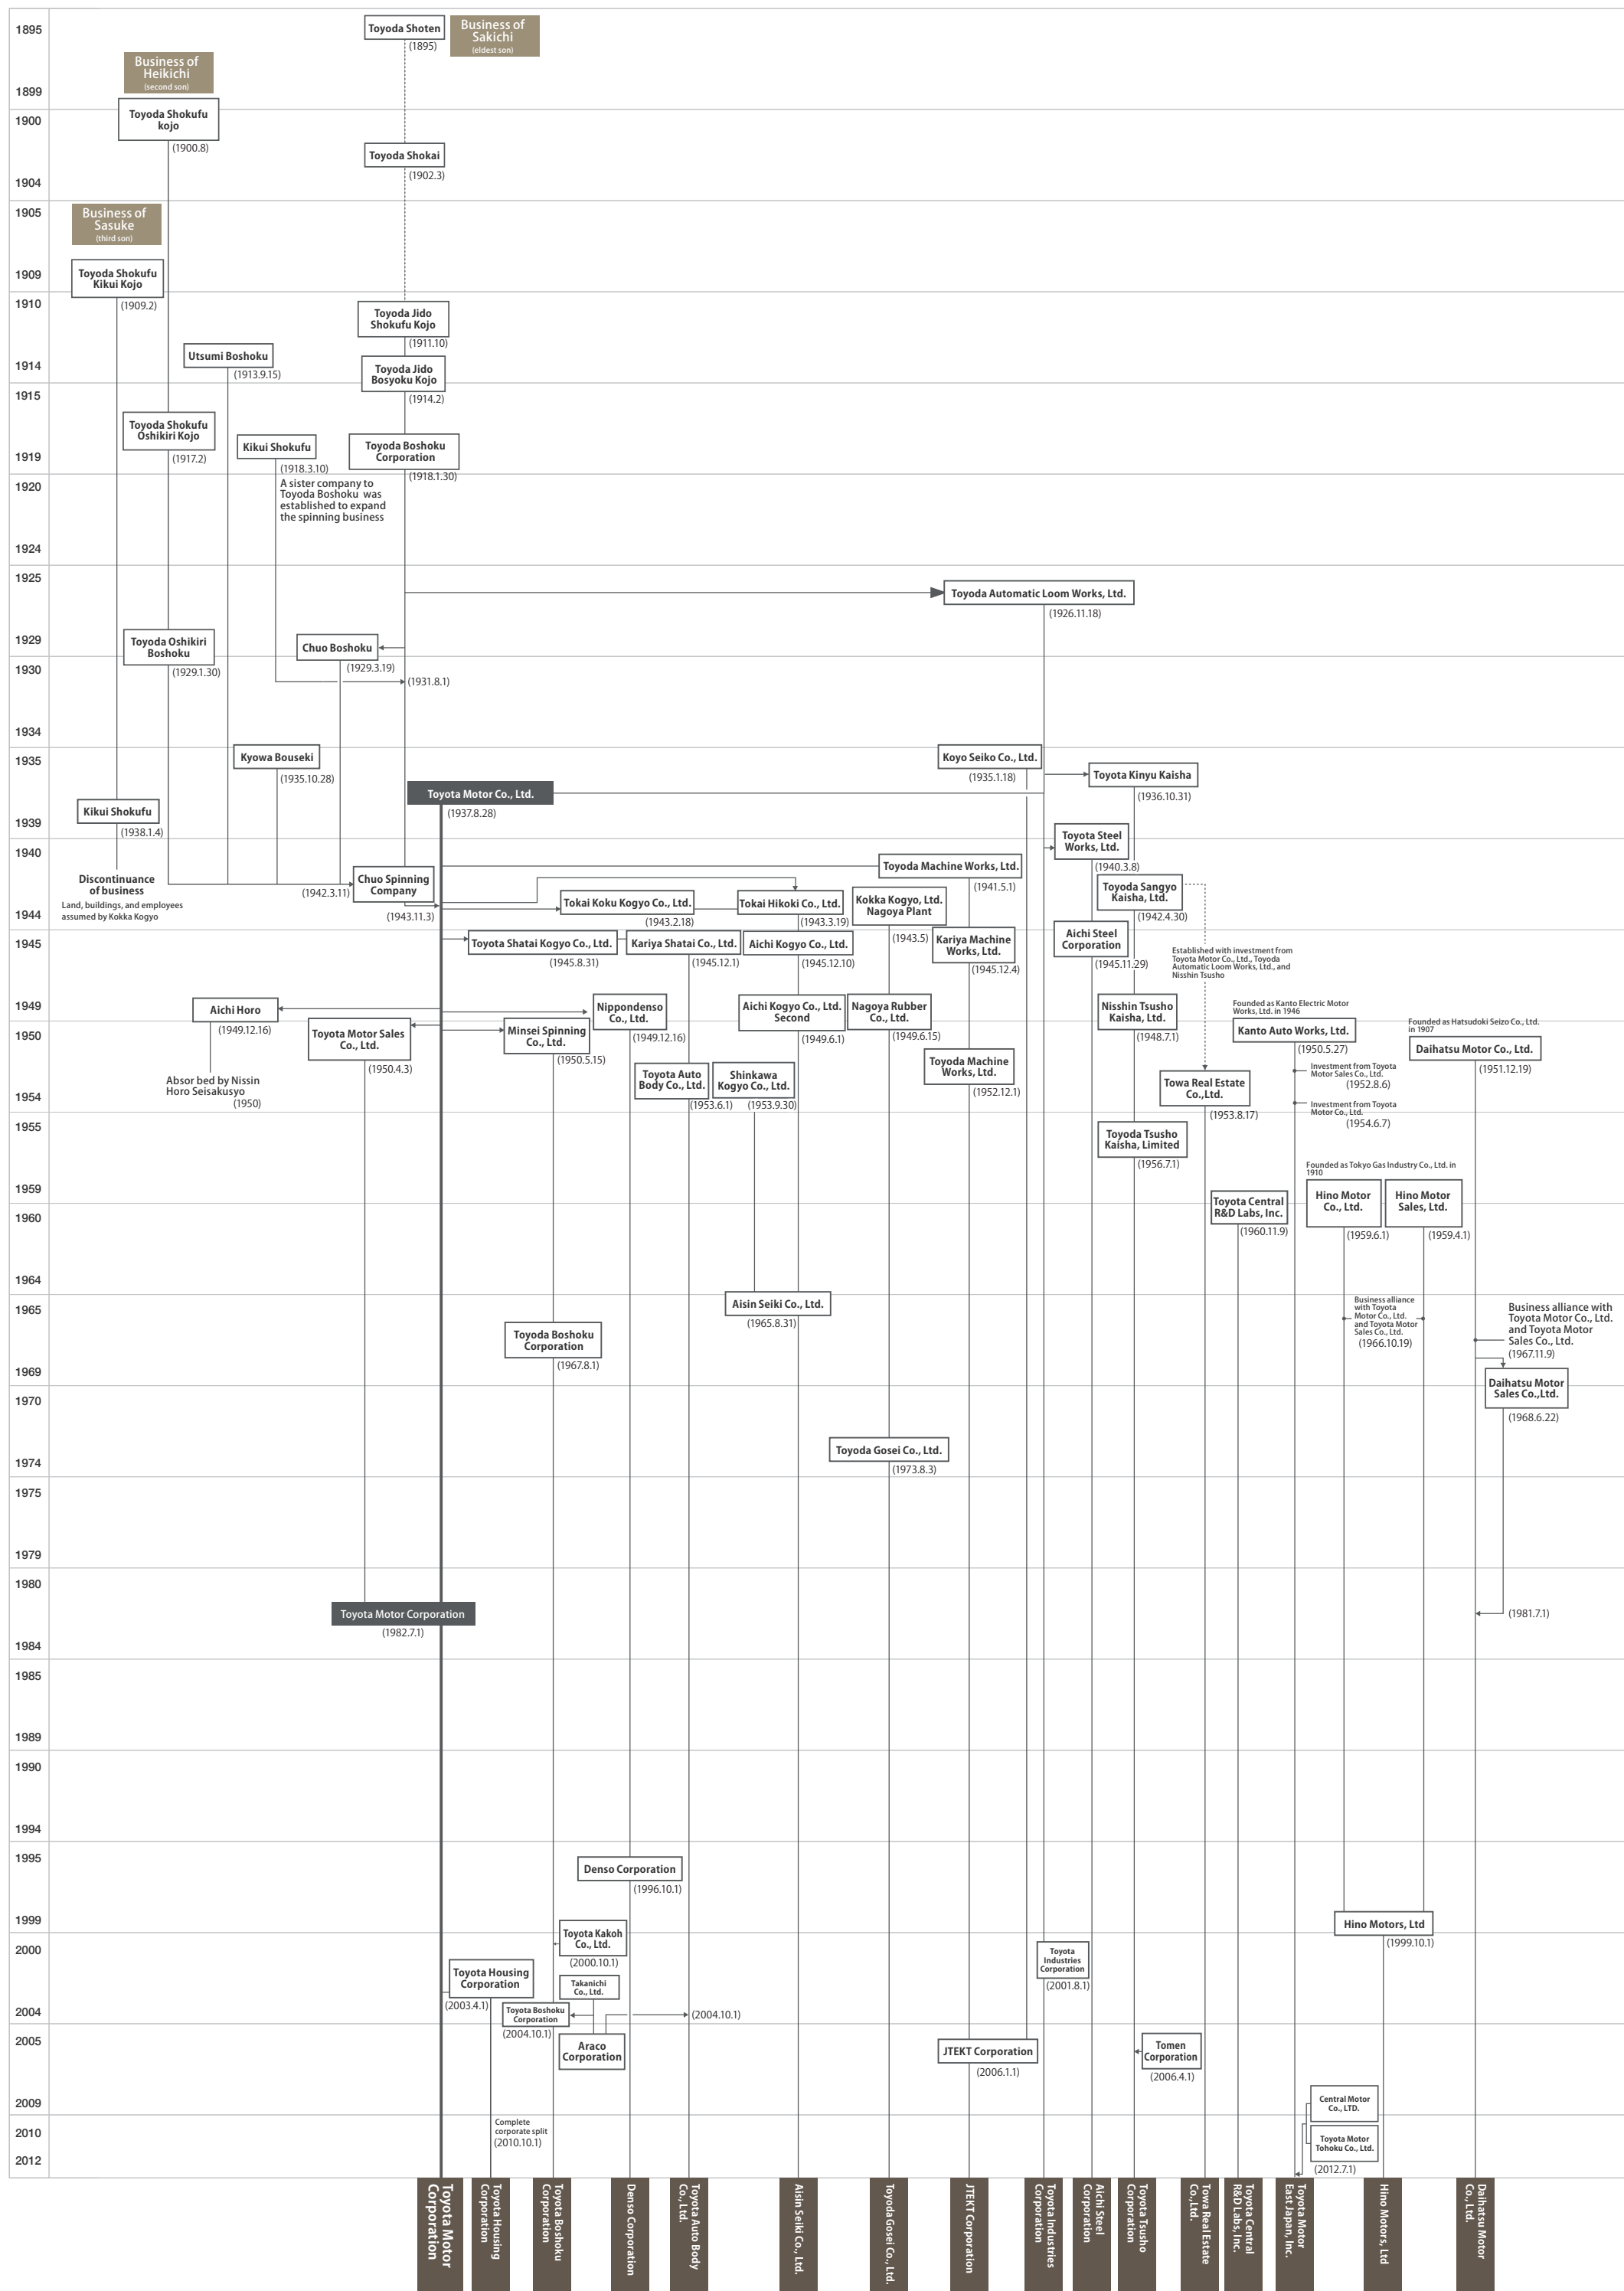 1895
Toyoda Shoten
(1895)
Business of
Sakichi
(eldest son)
Business of
Heikichi
(second son)
1899
1900
Toyoda Shokufu
kojo
(1900.8)
Toyoda Shokai
(1902.3)
1904
1905
Business of
Sasuke
(third son)
1909
Toyoda Shokufu
Kikui Kojo
(1909.2)
1910
Toyoda Jido
Shokufu Kojo
(1911.10)
Utsumi Boshoku
(1913.9.15)
1914
Toyoda Jido
Bosyoku Kojo
(1914.2)
1915
Toyoda Shokufu
Oshikiri Kojo
(1917.2)
Kikui Shokufu
(1918.3.10)
A sister company to
Toyoda Boshoku was
established to expand
the spinning business
Toyoda Boshoku
Corporation
(1918.1.30)
1919
1920
1924
1925
Toyoda Automatic Loom Works, Ltd.
(1926.11.18)
1929
Toyoda Oshikiri
Boshoku
(1929.1.30)
Chuo Boshoku
(1929.3.19)
1930
(1931.8.1)
1934
1935
Kyowa Bouseki
(1935.10.28)
Koyo Seiko Co., Ltd.
(1935.1.18)
Toyota Kinyu Kaisha
(1936.10.31)
Toyota Motor Co., Ltd.
(1937.8.28)
Kikui Shokufu
(1938.1.4)
1939
1940
Toyota Steel
Works, Ltd.
(1940.3.8)
Discontinuance
of business
Land, buildings, and employees
assumed by Kokka Kogyo
(1942.3.11)
Chuo Spinning
Company
(1943.11.3)
Toyoda Machine Works, Ltd.
(1941.5.1)
Tokai Koku Kogyo Co., Ltd.
(1943.2.18)
Tokai Hikoki Co., Ltd.
(1943.3.19)
Kokka Kogyo, Ltd.
Nagoya Plant
(1943.5)
Toyoda Sangyo
Kaisha, Ltd.
(1942.4.30)
1944
1945
Toyota Shatai Kogyo Co., Ltd.
(1945.8.31)
Kariya Shatai Co., Ltd.
(1945.12.1)
Aichi Kogyo Co., Ltd.
(1945.12.10)
Kariya Machine
Works, Ltd.
(1945.12.4)
Aichi Steel
Corporation
(1945.11.29)
Established with investment from
Toyota Motor Co., Ltd., Toyoda
Automatic Loom Works, Ltd., and
Nisshin Tsusho
1949
Aichi Horo
(1949.12.16)
Nippondenso
Co., Ltd.
(1949.12.16)
Aichi Kogyo Co., Ltd.
Second
(1949.6.1)
Nagoya Rubber
Co., Ltd.
(1949.6.15)
Nisshin Tsusho
Kaisha, Ltd.
(1948.7.1)
Founded as Kanto Electric Motor
Works, Ltd. in 1946
Kanto Auto Works, Ltd.
(1950.5.27)
Founded as Hatsudoki Seizo Co., Ltd.
in 1907
Daihatsu Motor Co., Ltd.
(1951.12.19)
1950
Toyota Motor Sales
Co., Ltd.
(1950.4.3)
Minsei Spinning
Co., Ltd.
(1950.5.15)
Absor bed by Nissin
Horo Seisakusyo
(1950)
Toyota Auto
Body Co., Ltd.
(1953.6.1)
Shinkawa
Kogyo Co., Ltd.
(1953.9.30)
Toyoda Machine
Works, Ltd.
(1952.12.1)
Towa Real Estate
Co.,Ltd.
(1953.8.17)
Investment from Toyota
Motor Sales Co., Ltd.
(1952.8.6)
Investment from Toyota
Motor Co., Ltd.
(1954.6.7)
1954
1955
Toyoda Tsusho
Kaisha, Limited
(1956.7.1)
Founded as Tokyo Gas Industry Co., Ltd. in
1910
1959
Hino Motor
Co., Ltd.
(1959.6.1)
Hino Motor
Sales, Ltd.
(1959.4.1)
1960
Toyota Central
R&D Labs, Inc.
(1960.11.9)
1964
1965
Aisin Seiki Co., Ltd.
(1965.8.31)
Business alliance
with Toyota
Motor Co., Ltd.
and Toyota Motor
Sales Co., Ltd.
(1966.10.19)
Business alliance with
Toyota Motor Co., Ltd.
and Toyota Motor
Sales Co., Ltd.
(1967.11.9)
Toyoda Boshoku
Corporation
(1967.8.1)
1969
Daihatsu Motor
Sales Co.,Ltd.
(1968.6.22)
1970
Toyoda Gosei Co., Ltd.
(1973.8.3)
1974
1975
1979
1980
Toyota Motor Corporation
(1982.7.1)
(1981.7.1)
1984
1985
1989
1990
1994
1995
Denso Corporation
(1996.10.1)
1999
Hino Motors, Ltd
(1999.10.1)
Toyota Kakoh
Co., Ltd.
(2000.10.1)
2000
Toyota
Industries
Corporation
(2001.8.1)
Toyota Housing
Corporation
(2003.4.1)
Takanichi
Co., Ltd.
2004
Toyota Boshoku
Corporation
(2004.10.1)
(2004.10.1)
2005
Araco
Corporation
JTEKT Corporation
(2006.1.1)
Tomen
Corporation
(2006.4.1)
2009
Central Motor
Co., LTD.
2010
Complete
corporate split
(2010.10.1)
Toyota Motor
Tohoku Co., Ltd.
(2012.7.1)
2012
Toyota Motor
Corporation
Toyota Housing
Corporation
Toyota Boshoku
Corporation
Denso Corporation
Toyota Auto Body
Co., Ltd.
Aisin Seiki Co., Ltd.
Toyoda Gosei Co., Ltd.
JTEKT Corporation
Toyota Industries
Corporation
Aichi Steel
Corporation
Toyota Tsusho
Corporation
Towa Real Estate
Co.,Ltd.
Toyota Central
R&D Labs, Inc.
Toyota Motor
East Japan, Inc.
Hino Motors, Ltd
Daihatsu Motor
Co., Ltd.